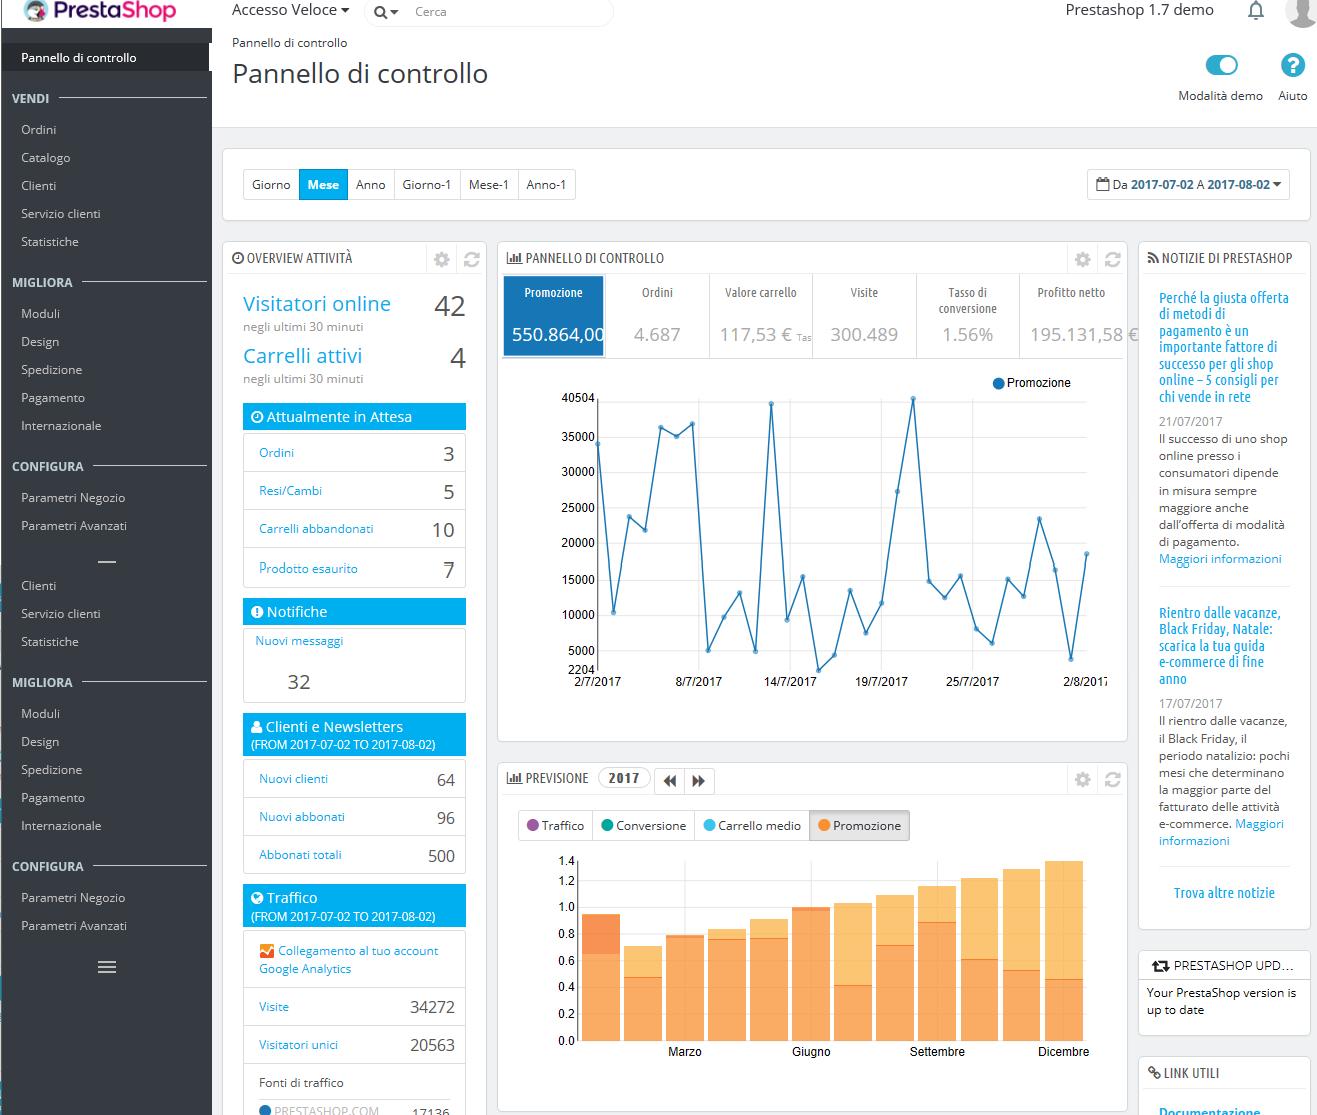 PrestaShop
Accesso Veloce
Cerca
Prestashop 1.7 demo
Pannello di controllo
Pannello di controllo
Modalità demo
Aiuto
Pannello di controllo
VENDI
Ordini
Catalogo
Clienti
Servizio clienti
Statistiche
MIGLIORA
Moduli
Design
Spedizione
Pagamento
Internazionale
CONFIGURA
Parametri Negozio
Parametri Avanzati
Clienti
Servizio clienti
Statistiche
MIGLIORA
Moduli
Design
Spedizione
Pagamento
Internazionale
CONFIGURA
Parametri Negozio
Parametri Avanzati
Giorno Mese Anno Giorno-1 Mese-1 Anno-1
Da 2017-07-02 A 2017-08-02
OVERVIEW ATTIVITÀ
Visitatori online 42
negli ultimi 30 minuti
Carrelli attivi 4
negli ultimi 30 minuti
Attualmente in Attesa
Ordini 3
Resi/Cambi 5
Carrelli abbandonati 10
Prodotto esaurito 7
Notifiche
Nuovi messaggi
32
Clienti e Newsletters
(FROM 2017-07-02 TO 2017-08-02)
Nuovi clienti 64
Nuovi abbonati 96
Abbonati totali 500
Traffico
(FROM 2017-07-02 TO 2017-08-02)
Collegamento al tuo account
Google Analytics
Visite 34272
Visitatori unici 20563
Fonti di traffico
PRESTASHOP.COM 17136
PANNELLO DI CONTROLLO
Promozione
550.864,00
Ordini
4.687
Valore carrello
117,53 € Tas
Visite
300.489
Tasso di
conversione
1.56%
Profitto netto
195.131,58 €
Promozione
40504
35000
30000
25000
20000
15000
10000
5000
2204
2/7/2017 8/7/2017 14/7/2017 19/7/2017 25/7/2017 2/8/2017
PREVISIONE 2017
Traffico Conversione Carrello medio Promozione
1.4
1.2
1.0
0.8
0.6
0.4
0.2
0.0
Marzo Giugno Settembre Dicembre
NOTIZIE DI PRESTASHOP
Perché la giusta offerta
di metodi di
pagamento è un
importante fattore di
successo per gli shop
online – 5 consigli per
chi vende in rete
21/07/2017
Il successo di uno shop
online presso i
consumatori dipende
in misura sempre
maggiore anche
dall’offerta di modalità
di pagamento.
Maggiori informazioni
Rientro dalle vacanze,
Black Friday, Natale:
scarica la tua guida
e-commerce di fine
anno
17/07/2017
Il rientro dalle vacanze,
il Black Friday, il
periodo natalizio: pochi
mesi che determinano
la maggior parte del
fatturato delle attività
e-commerce. Maggiori
informazioni
Trova altre notizie
PRESTASHOP UPD...
Your PrestaShop version is
up to date
LINK UTILI
Documentazione